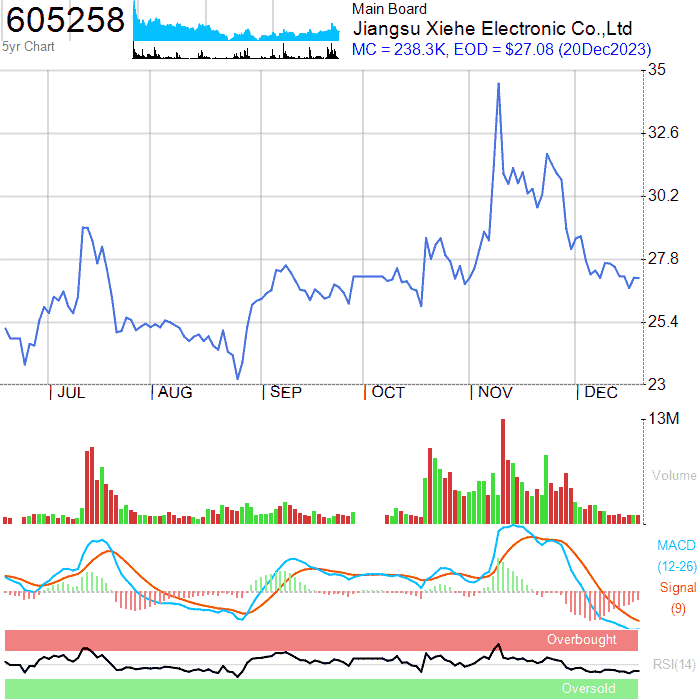 605258
5yr Chart
Main Board
Jiangsu Xiehe Electronic Co.,Ltd
MC = 238.3K, EOD = $27.08 (20Dec2023)
35
32.6
30.2
27.8
25.4
23
JUL AUG SEP OCT NOV DEC
13M
Volume
MACD
(12-26)
Signal
(9)
Overbought
RSI(14)
Oversold